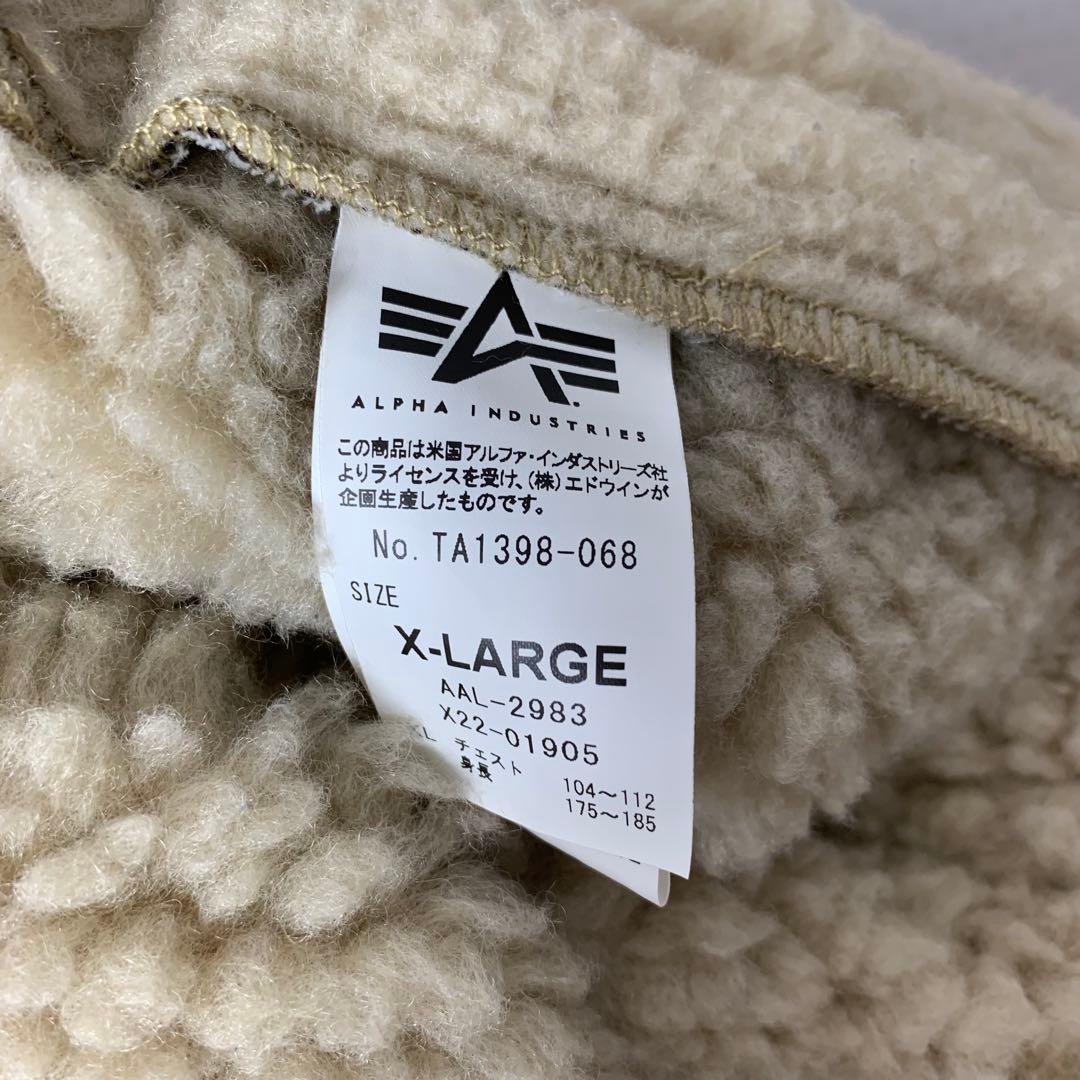 ALPHA INDUSTRIES
この商品は米国アルファ・インダストリーズ社
よりライセンスを受け、(株)エドウインが
企画生産したものです。
No. TA1398-068
SIZE
X-LARGE
AAL-2983
X22-01905
チェスト 104～112
身長 175～185